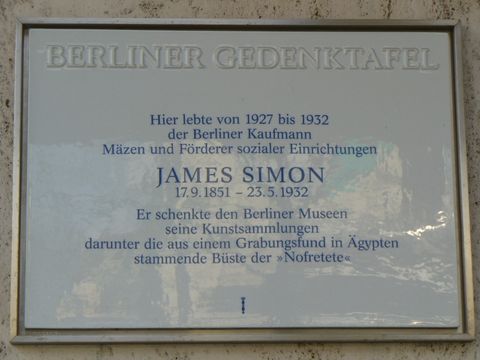 BERLINER GEDENKTAFEL
Hier lebte von 1927 bis 1932
der Berliner Kaufmann
Mäzen und Förderer sozialer Einrichtungen
JAMES SIMON
17.9.1851 – 23.5.1932
Er schenkte den Berliner Museen
seine Kunstsammlungen
darunter die aus einem Grabungsfund in Ägypten
stammende Büste der »Nofretete«